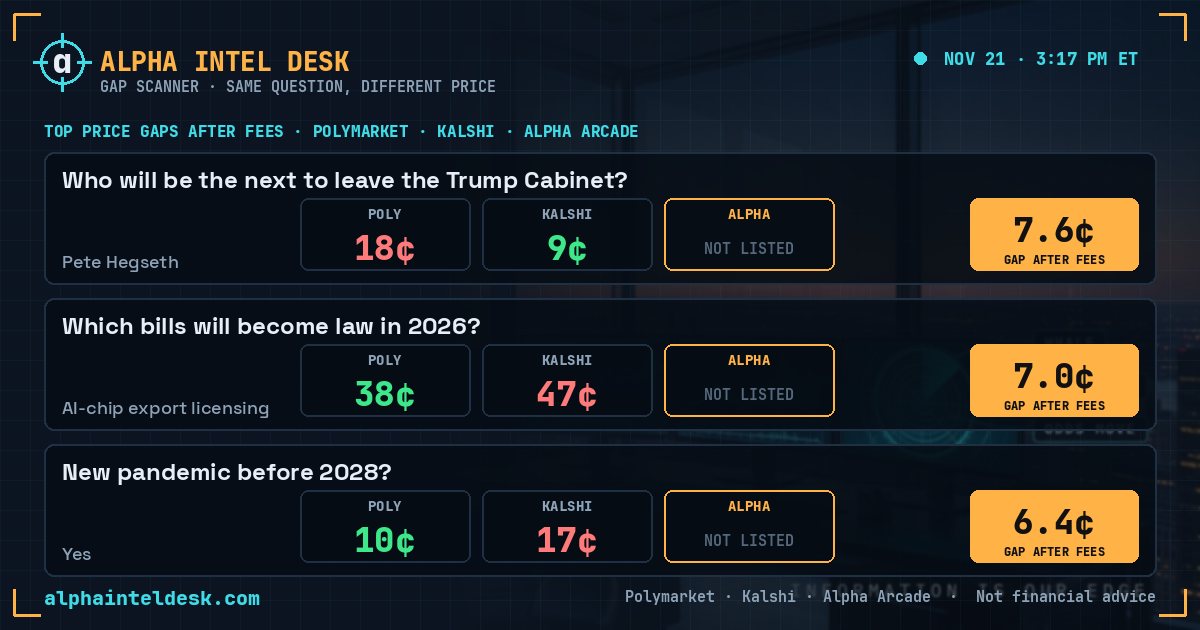 α
ALPHA INTEL DESK
GAP SCANNER · SAME QUESTION, DIFFERENT PRICE
NOV 21 · 3:17 PM ET
TOP PRICE GAPS AFTER FEES · POLYMARKET · KALSHI · ALPHA ARCADE
Who will be the next to leave the Trump Cabinet?
Pete Hegseth
POLY
18¢
KALSHI
9¢
ALPHA
NOT LISTED
7.6¢
GAP AFTER FEES
Which bills will become law in 2026?
AI-chip export licensing
POLY
38¢
KALSHI
47¢
ALPHA
NOT LISTED
7.0¢
GAP AFTER FEES
New pandemic before 2028?
Yes
POLY
10¢
KALSHI
17¢
ALPHA
NOT LISTED
6.4¢
GAP AFTER FEES
INFORMATION IS OUR EDGE
alphainteldesk.com
Polymarket · Kalshi · Alpha Arcade · Not financial advice